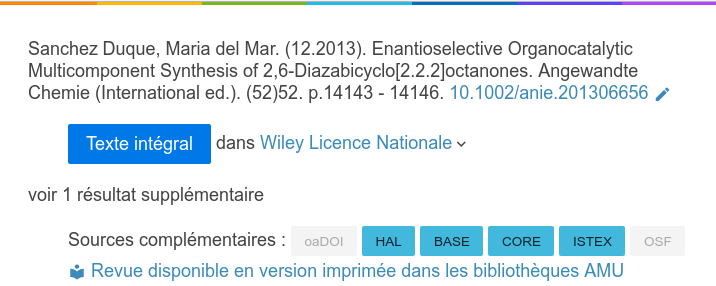 Sanchez Duque, Maria del Mar. (12.2013). Enantioselective Organocatalytic
Multicomponent Synthesis of 2,6-Diazabicyclo[2.2.2]octanones. Angewandte
Chemie (International ed.). (52)52. p.14143 - 14146. 10.1002/anie.201306656
Texte intégral dans Wiley Licence Nationale
voir 1 résultat supplémentaire
Sources complémentaires : oaDOI HAL BASE CORE ISTEX OSF
Revue disponible en version imprimée dans les bibliothèques AMU